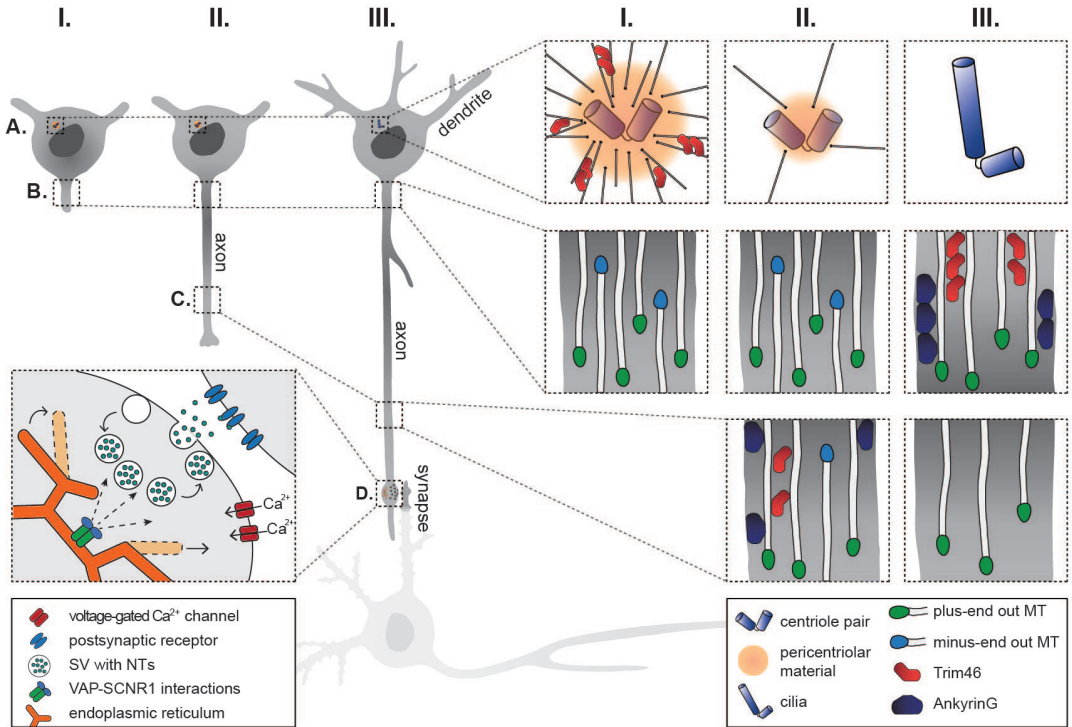 I.
II.
III.
I.
II.
III.
A.
dendrite
B.
axon
C.
axon
D.
synapse
Ca2+
Ca2+
voltage-gated Ca2+ channel
postsynaptic receptor
SV with NTs
VAP-SCNR1 interactions
endoplasmic reticulum
centriole pair
pericentriolar
material
cilia
plus-end out MT
minus-end out MT
Trim46
AnkyrinG